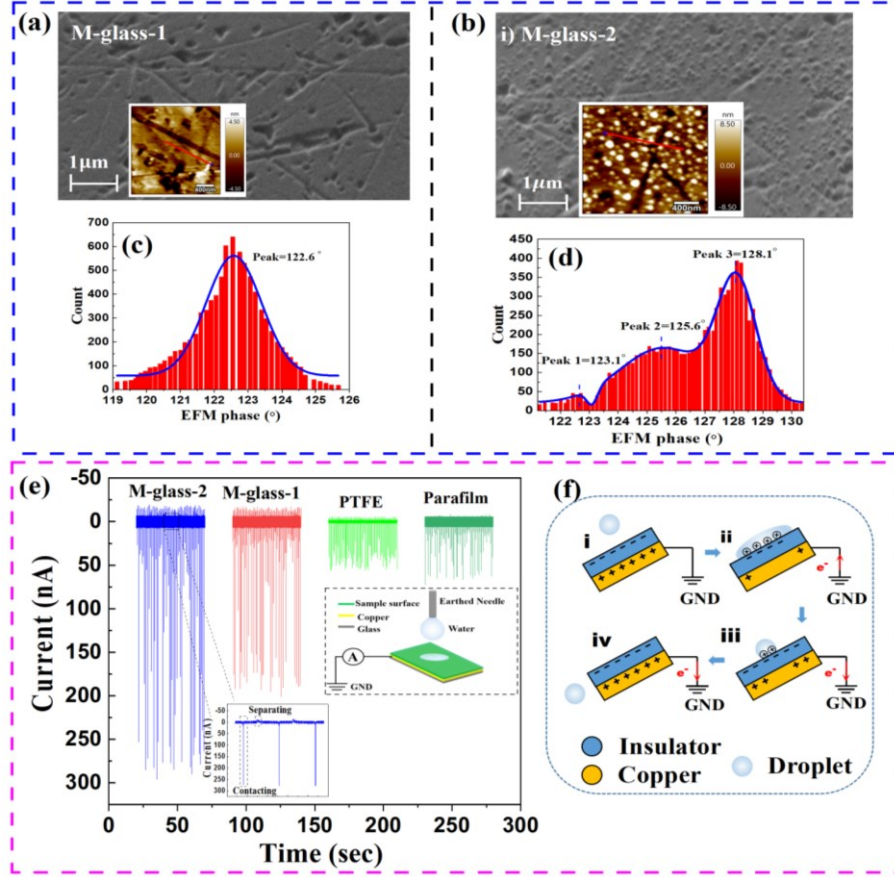 (a)
M-glass-1
nm
4.50
0.00
-4.50
400nm
1μm
(b)
i) M-glass-2
nm
8.50
0.00
-8.50
400nm
1μm
(c)
Peak=122.6°
Count
700
600
500
400
300
200
100
0
119 120 121 122 123 124 125 126
EFM phase (°)
(d)
Peak 1=123.1°
Peak 2=125.6°
Peak 3=128.1°
Count
450
400
350
300
250
200
150
100
50
0
122 123 124 125 126 127 128 129 130
EFM phase (°)
(e)
M-glass-2
M-glass-1
PTFE
Parafilm
Current (nA)
-50
0
50
100
150
200
250
300
0 50 100 150 200 250 300
Time (sec)
Sample surface
Copper
Glass
Earthed Needle
Water
A
GND
Separating
Contacting
Current (nA)
-50
0
50
100
150
200
250
300
(f)
i
GND
ii
e-
GND
iii
e-
GND
iv
e-
GND
Insulator
Copper
Droplet